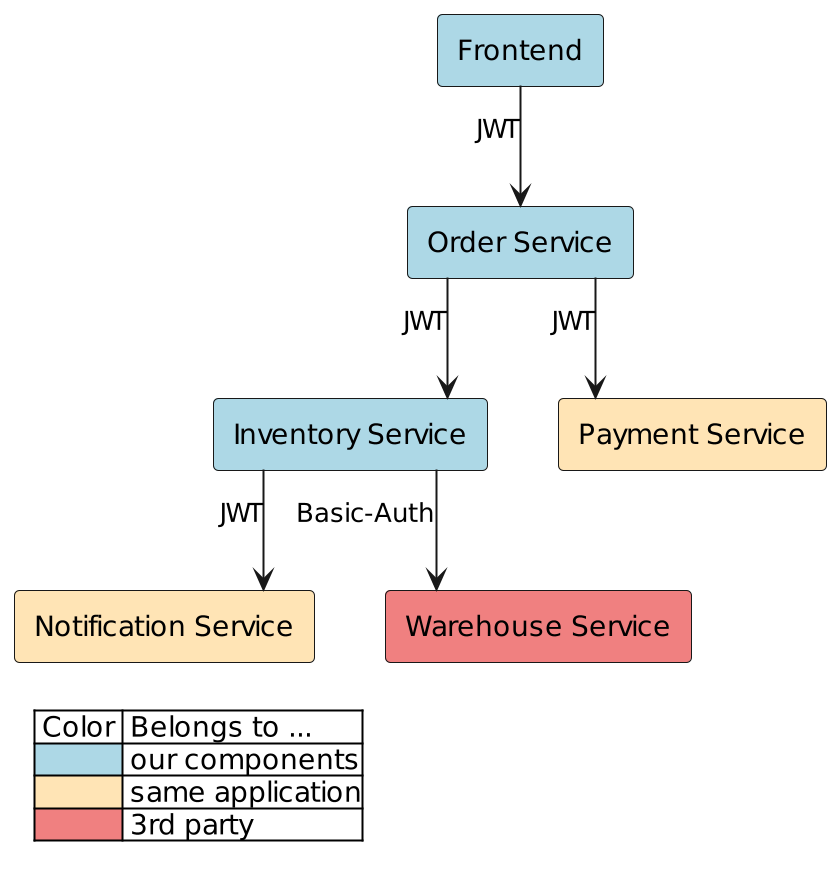 Frontend
JWT
Order Service
JWT JWT
Inventory Service Payment Service
JWT Basic-Auth
Notification Service Warehouse Service
Color Belongs to ...
our components
same application
3rd party